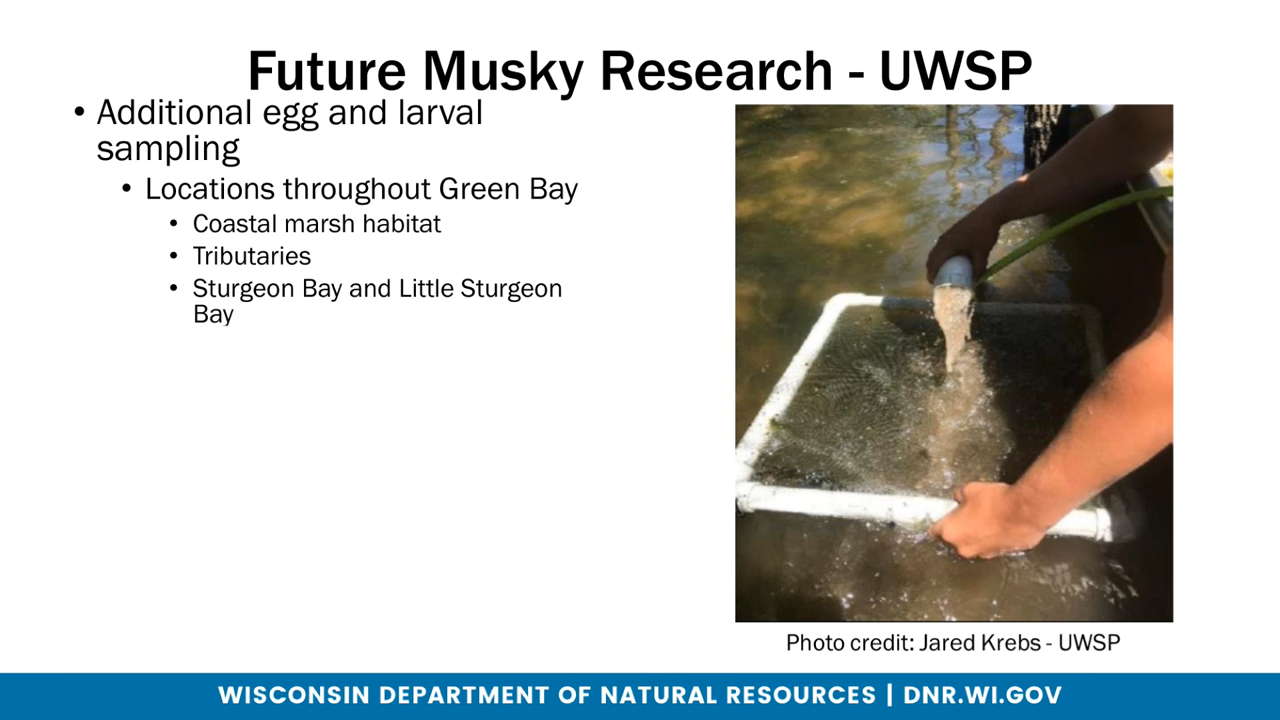 Future Musky Research - UWSP
• Additional egg and larval
sampling
• Locations throughout Green Bay
• Coastal marsh habitat
• Tributaries
• Sturgeon Bay and Little Sturgeon
Bay
Photo credit: Jared Krebs - UWSP
WISCONSIN DEPARTMENT OF NATURAL RESOURCES | DNR.WI.GOV